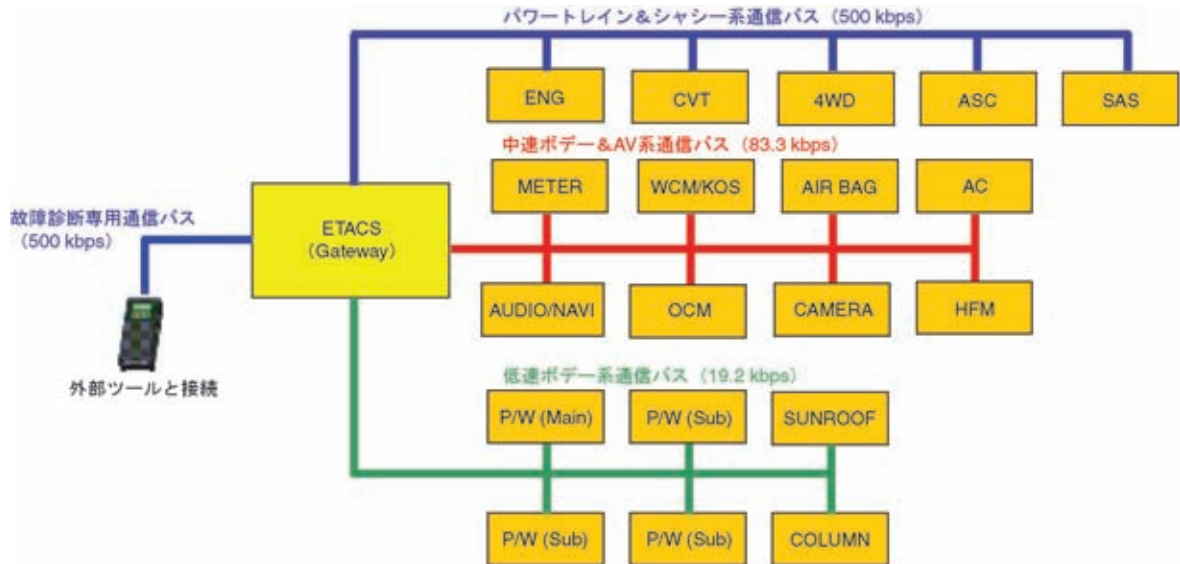 パワートレイン＆シャシー系通信バス（500 kbps）
ENG
CVT
4WD
ASC
SAS
中速ボデー＆AV系通信バス（83.3 kbps）
METER
WCM/KOS
AIR BAG
AC
故障診断専用通信バス
（500 kbps）
ETACS
（Gateway）
AUDIO/NAVI
OCM
CAMERA
HFM
外部ツールと接続
低速ボデー系通信バス（19.2 kbps）
P/W (Main)
P/W (Sub)
SUNROOF
P/W (Sub)
P/W (Sub)
COLUMN